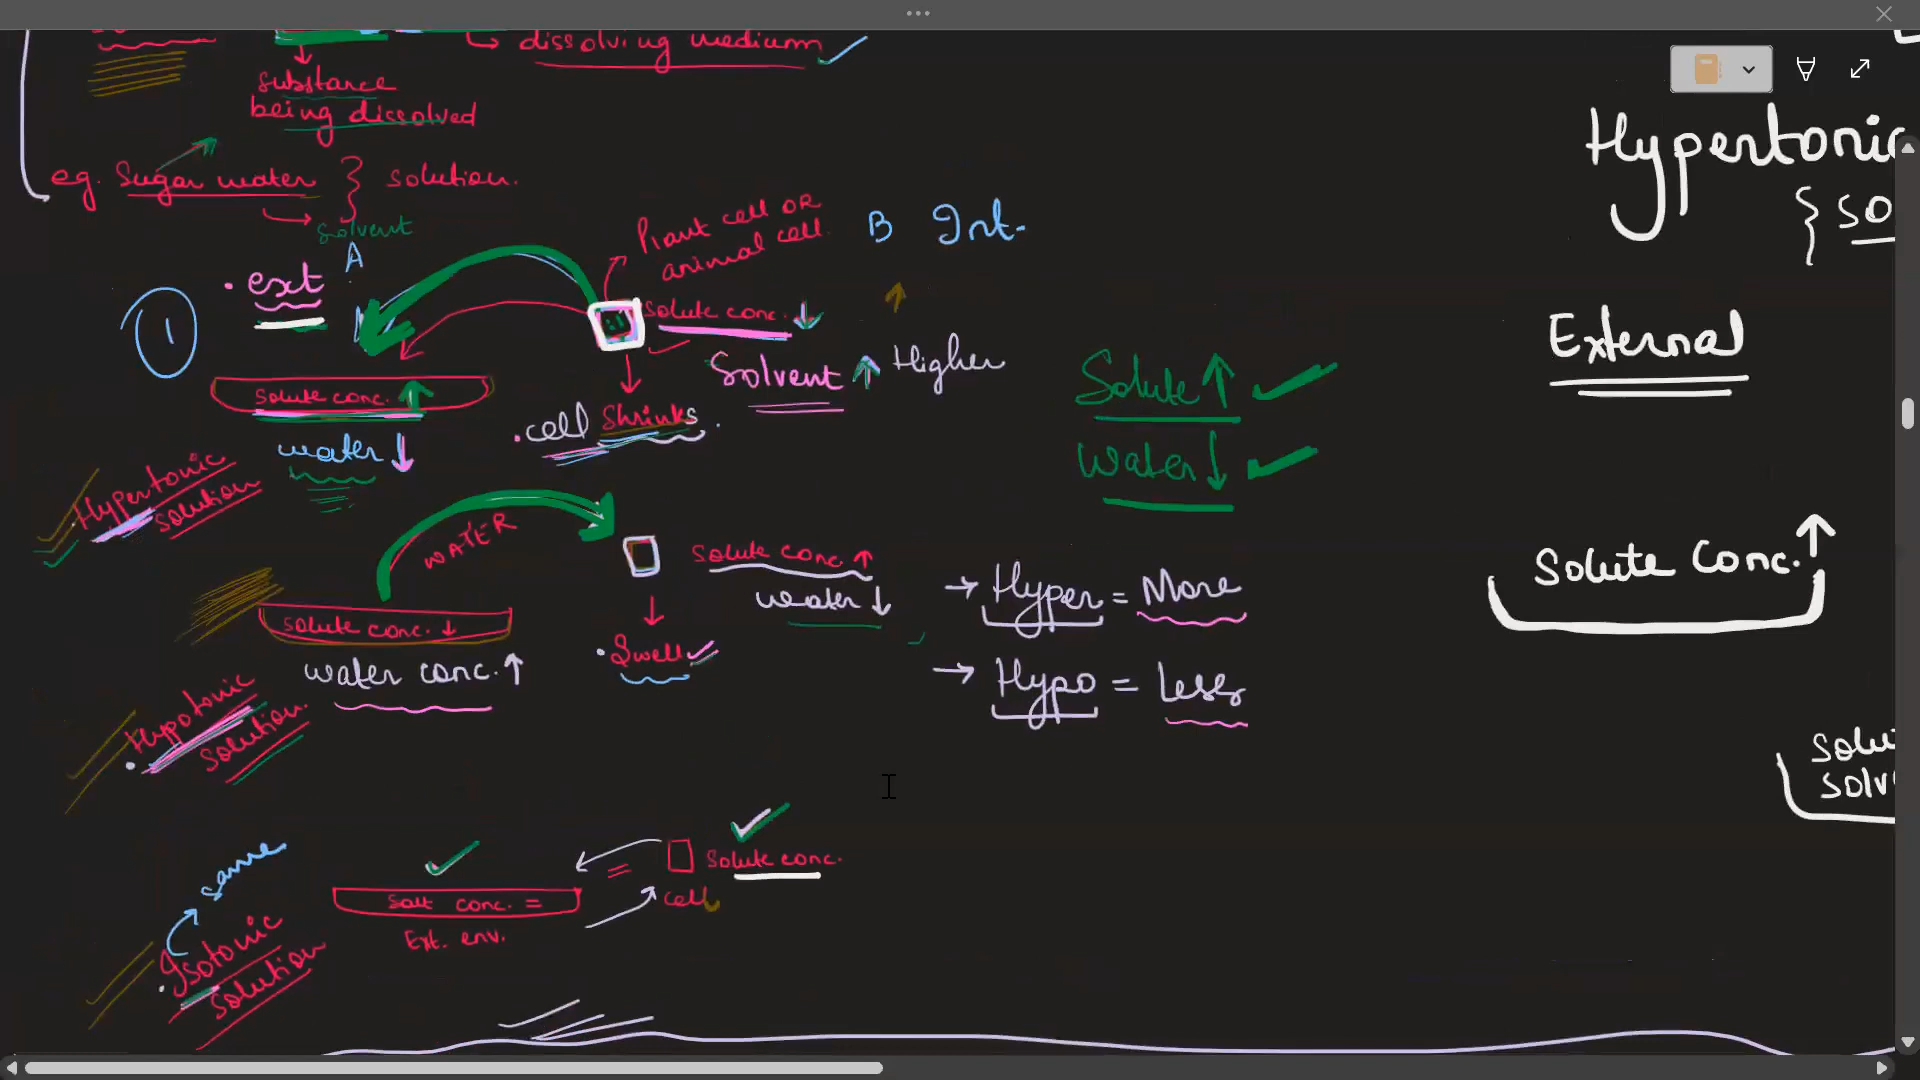 dissolving medium
substance
being dissolved
eg. Sugar water } solution.
solvent
A
Plant cell OR
animal cell.
B Int.
ext
1
Solute conc. ↓
Solvent ↑ Higher
Solute conc. ↑
water ↓
.cell Shrinks.
Hypertonic
solution
Solute ↑
Water ↓
WATER
Solute conc ↑
water ↓
Solute conc. ↓
water conc. ↑
.Swell
→ Hyper = More
→ Hypo = Less
Hypotonic
solution.
same
Salt conc. =
Ext. env.
=
Solute conc.
cell
Isotonic
solution
Hypertonic
{ so
External
Solute Conc. ↑
Solu
Solv